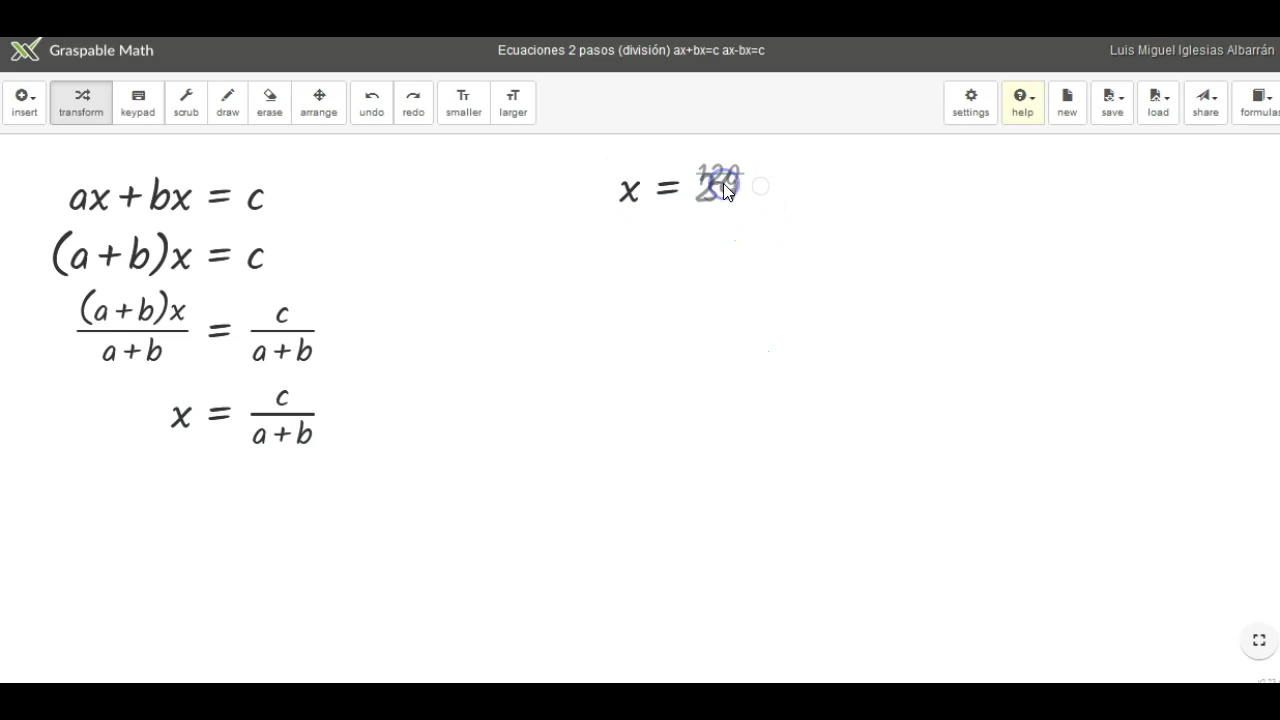 Graspable Math
Ecuaciones 2 pasos (división) ax+bx=c ax-bx=c
Luis Miguel Iglesias Albarrán
insert transform keypad scrub draw erase arrange undo redo smaller larger settings help new save load share formulas
ax + bx = c
(a + b)x = c
(a + b)x / a + b = c / a + b
x = c / a + b
x =